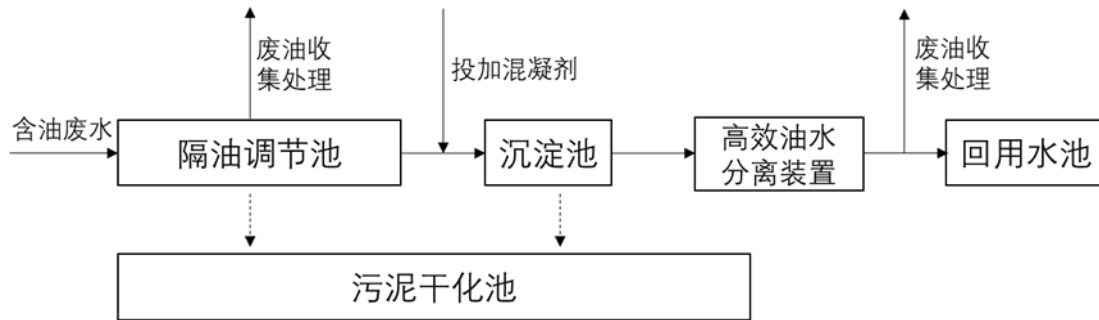 废油收
集处理
投加混凝剂
废油收
集处理
含油废水
隔油调节池
沉淀池
高效油水
分离装置
回用水池
污泥干化池